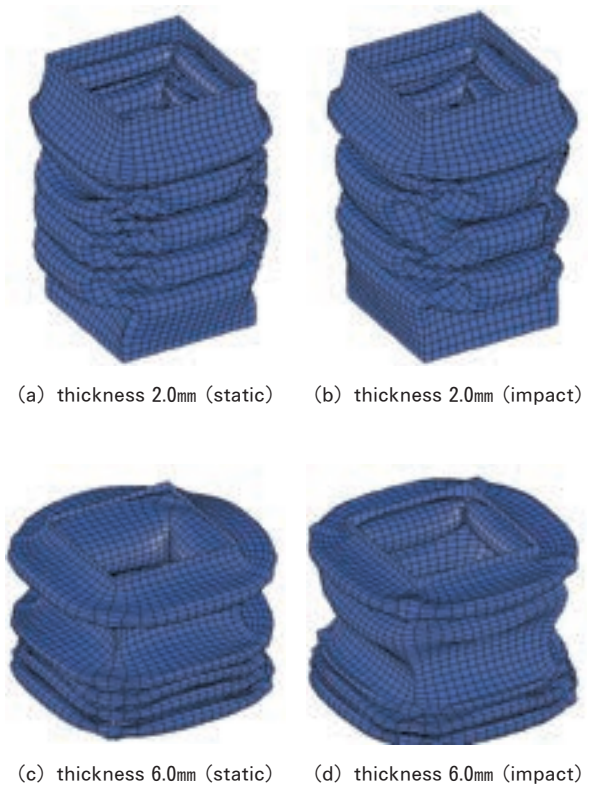 (a) thickness 2.0㎜ (static)
(b) thickness 2.0㎜ (impact)
(c) thickness 6.0㎜ (static)
(d) thickness 6.0㎜ (impact)